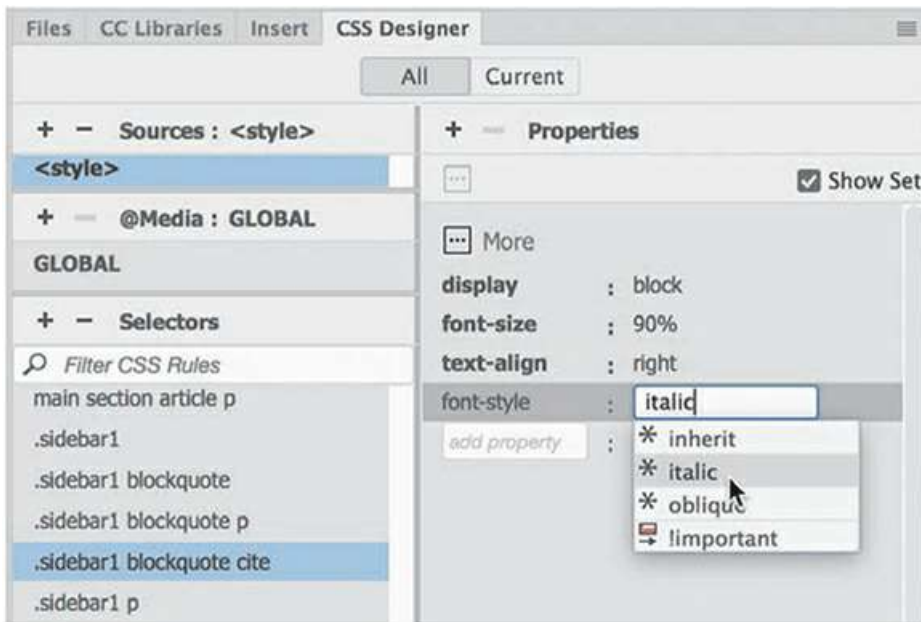 Files CC Libraries Insert CSS Designer
All Current
+ − Sources : <style>
<style>
+ − @Media : GLOBAL
GLOBAL
+ − Selectors
Filter CSS Rules
main section article p
.sidebar1
.sidebar1 blockquote
.sidebar1 blockquote p
.sidebar1 blockquote cite
.sidebar1 p
+ − Properties
Show Set
More
display : block
font-size : 90%
text-align : right
font-style : italic
add property :
inherit
italic
oblique
!important